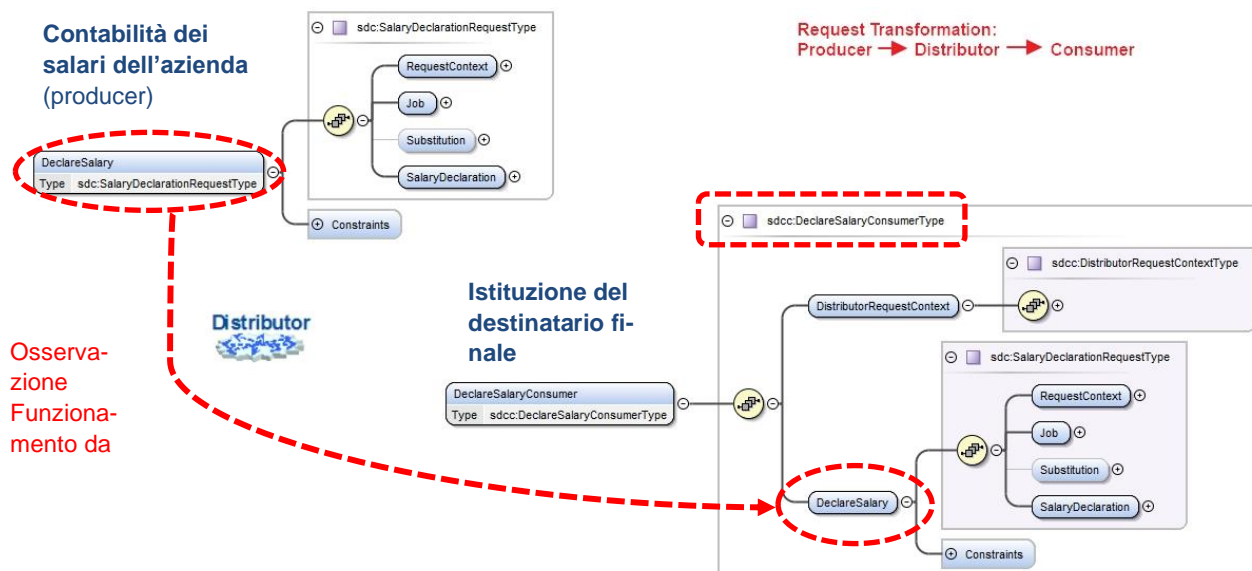 Contabilità dei
salari dell'azienda
(producer)
sdc:SalaryDeclarationRequestType
RequestContext
Job
Substitution
SalaryDeclaration
DeclareSalary
Type sdc:SalaryDeclarationRequestType
Constraints
Request Transformation:
Producer Distributor Consumer
Distributor
Osserva-
zione
Funziona-
mento da
Istituzione del
destinatario fi-
nale
DeclareSalaryConsumer
Type sdcc:DeclareSalaryConsumerType
sdcc:DeclareSalaryConsumerType
sdcc:DistributorRequestContextType
DistributorRequestContext
sdc:SalaryDeclarationRequestType
RequestContext
Job
Substitution
SalaryDeclaration
DeclareSalary
Constraints